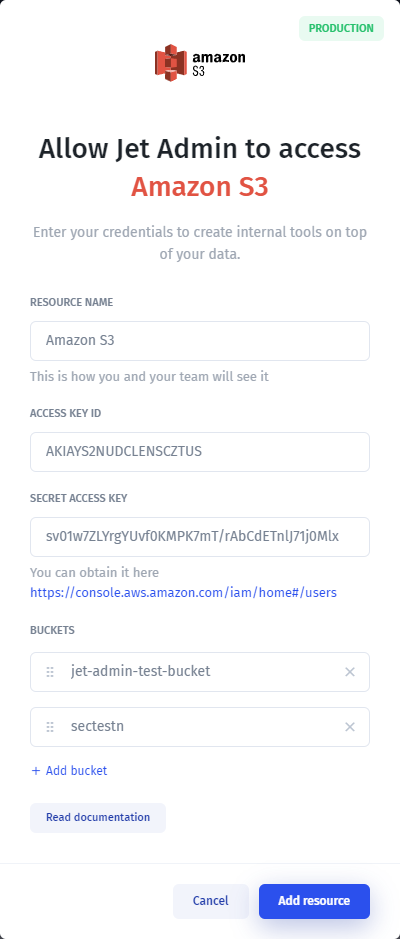 PRODUCTION
amazon
S3
Allow Jet Admin to access
Amazon S3
Enter your credentials to create internal tools on top
of your data.
RESOURCE NAME
Amazon S3
This is how you and your team will see it
ACCESS KEY ID
AKIAYS2NUDCLENSCZTUS
SECRET ACCESS KEY
sv01w7ZLYrgYUvf0KMPK7mT/rAbCdETnlJ71j0Mlx
You can obtain it here
https://console.aws.amazon.com/iam/home#/users
BUCKETS
jet-admin-test-bucket
sectestn
+ Add bucket
Read documentation
Cancel
Add resource